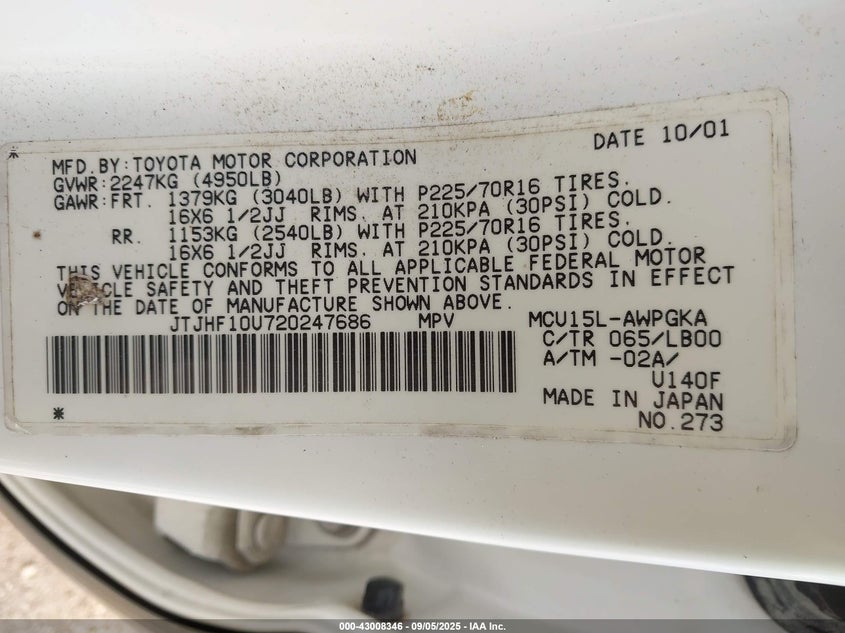 DATE 10/01
MFD.BY:TOYOTA MOTOR CORPORATION
GVWR:2247KG (4950LB)
GAWR:FRT. 1379KG (3040LB) WITH P225/70R16 TIRES.
16X6 1/2JJ RIMS. AT 210KPA (30PSI) COLD.
RR. 1153KG (2540LB) WITH P225/70R16 TIRES.
16X6 1/2JJ RIMS. AT 210KPA (30PSI) COLD.
THIS VEHICLE CONFORMS TO ALL APPLICABLE FEDERAL MOTOR
VEHICLE SAFETY AND THEFT PREVENTION STANDARDS IN EFFECT
ON THE DATE OF MANUFACTURE SHOWN ABOVE.
JTJHF10U720247686 MPV MCU15L-AWPGKA
C/TR 065/LB00
A/TM -02A/
U140F
MADE IN JAPAN
NO.273
000-43008346 - 09/05/2025 - IAA Inc.